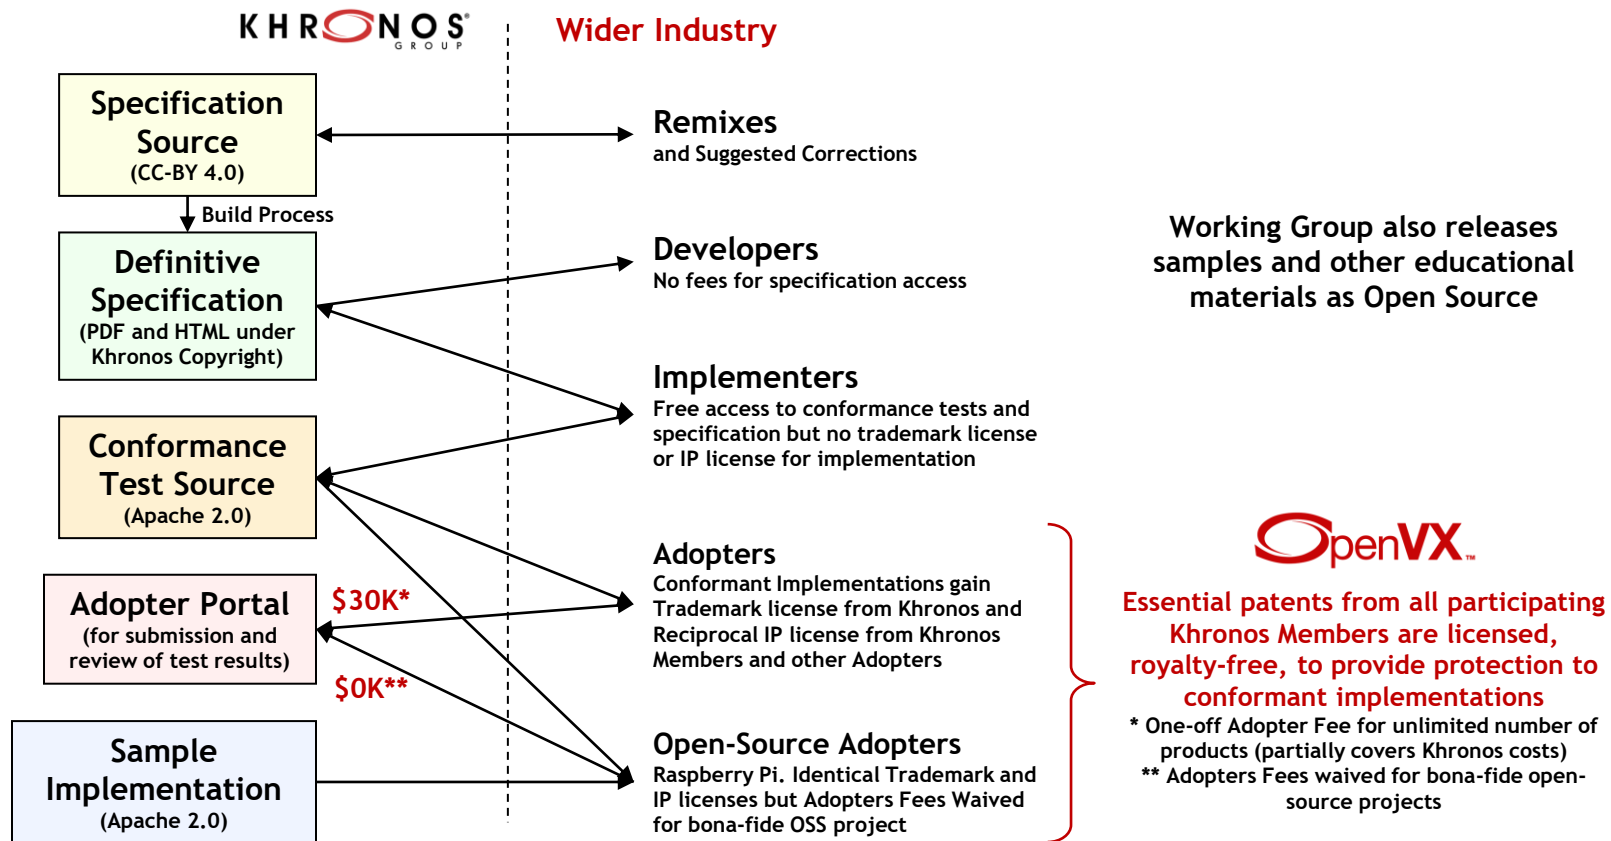 KHRONOS
GROUP
Wider Industry
Specification
Source
(CC-BY 4.0)
Build Process
Definitive
Specification
(PDF and HTML under
Khronos Copyright)
Conformance
Test Source
(Apache 2.0)
Adopter Portal
(for submission and
review of test results)
$30K*
$0K**
Sample
Implementation
(Apache 2.0)
Remixes
and Suggested Corrections
Developers
No fees for specification access
Implementers
Free access to conformance tests and
specification but no trademark license
or IP license for implementation
Adopters
Conformant Implementations gain
Trademark license from Khronos and
Reciprocal IP license from Khronos
Members and other Adopters
Open-Source Adopters
Raspberry Pi. Identical Trademark and
IP licenses but Adopters Fees Waived
for bona-fide OSS project
Working Group also releases
samples and other educational
materials as Open Source
OpenVX™
Essential patents from all participating
Khronos Members are licensed,
royalty-free, to provide protection to
conformant implementations
* One-off Adopter Fee for unlimited number of
products (partially covers Khronos costs)
** Adopters Fees waived for bona-fide open-
source projects